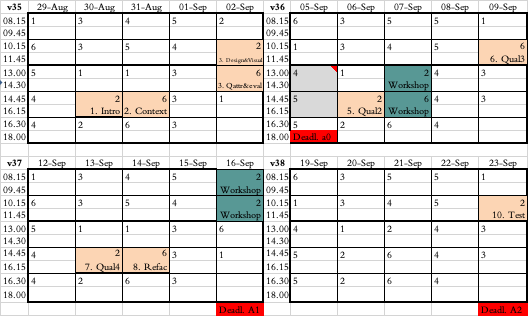 v35 29-Aug 30-Aug 31-Aug 01-Sep 02-Sep v36 05-Sep 06-Sep 07-Sep 08-Sep 09-Sep
08.15 1 3 4 5 2 08.15 6 3 5 5 1
09.45 09.45
10.15 6 3 5 4 2 10.15 1 3 4 5 6
11.45 3. Design&Visual 11.45 6. Qual3
13.00 5 1 1 3 6 13.00 4 1 2 4 3
14.30 3. Qattr&eval 14.30 Workshop
14.45 4 2 6 3 1 14.45 5 2 6 4 3
16.15 1. Intro 2. Context 16.15 5. Qual2 Workshop
16.30 4 2 6 3 16.30 5 2 6 4
18.00 18.00 Deadl. a0
v37 12-Sep 13-Sep 14-Sep 15-Sep 16-Sep v38 19-Sep 20-Sep 21-Sep 22-Sep 23-Sep
08.15 1 3 4 5 2 08.15 6 3 5 5 1
09.45 Workshop 09.45
10.15 6 3 5 4 2 10.15 1 3 4 5 2
11.45 Workshop 11.45 10. Test
13.00 5 1 1 3 6 13.00 4 1 2 4 3
14.30 14.30
14.45 4 2 6 3 1 14.45 5 6 6 4 3
16.15 7. Qual4 8. Refac 16.15
16.30 4 2 6 3 16.30 5 2 6 4
18.00 18.00
Deadl. A1 Deadl. A2